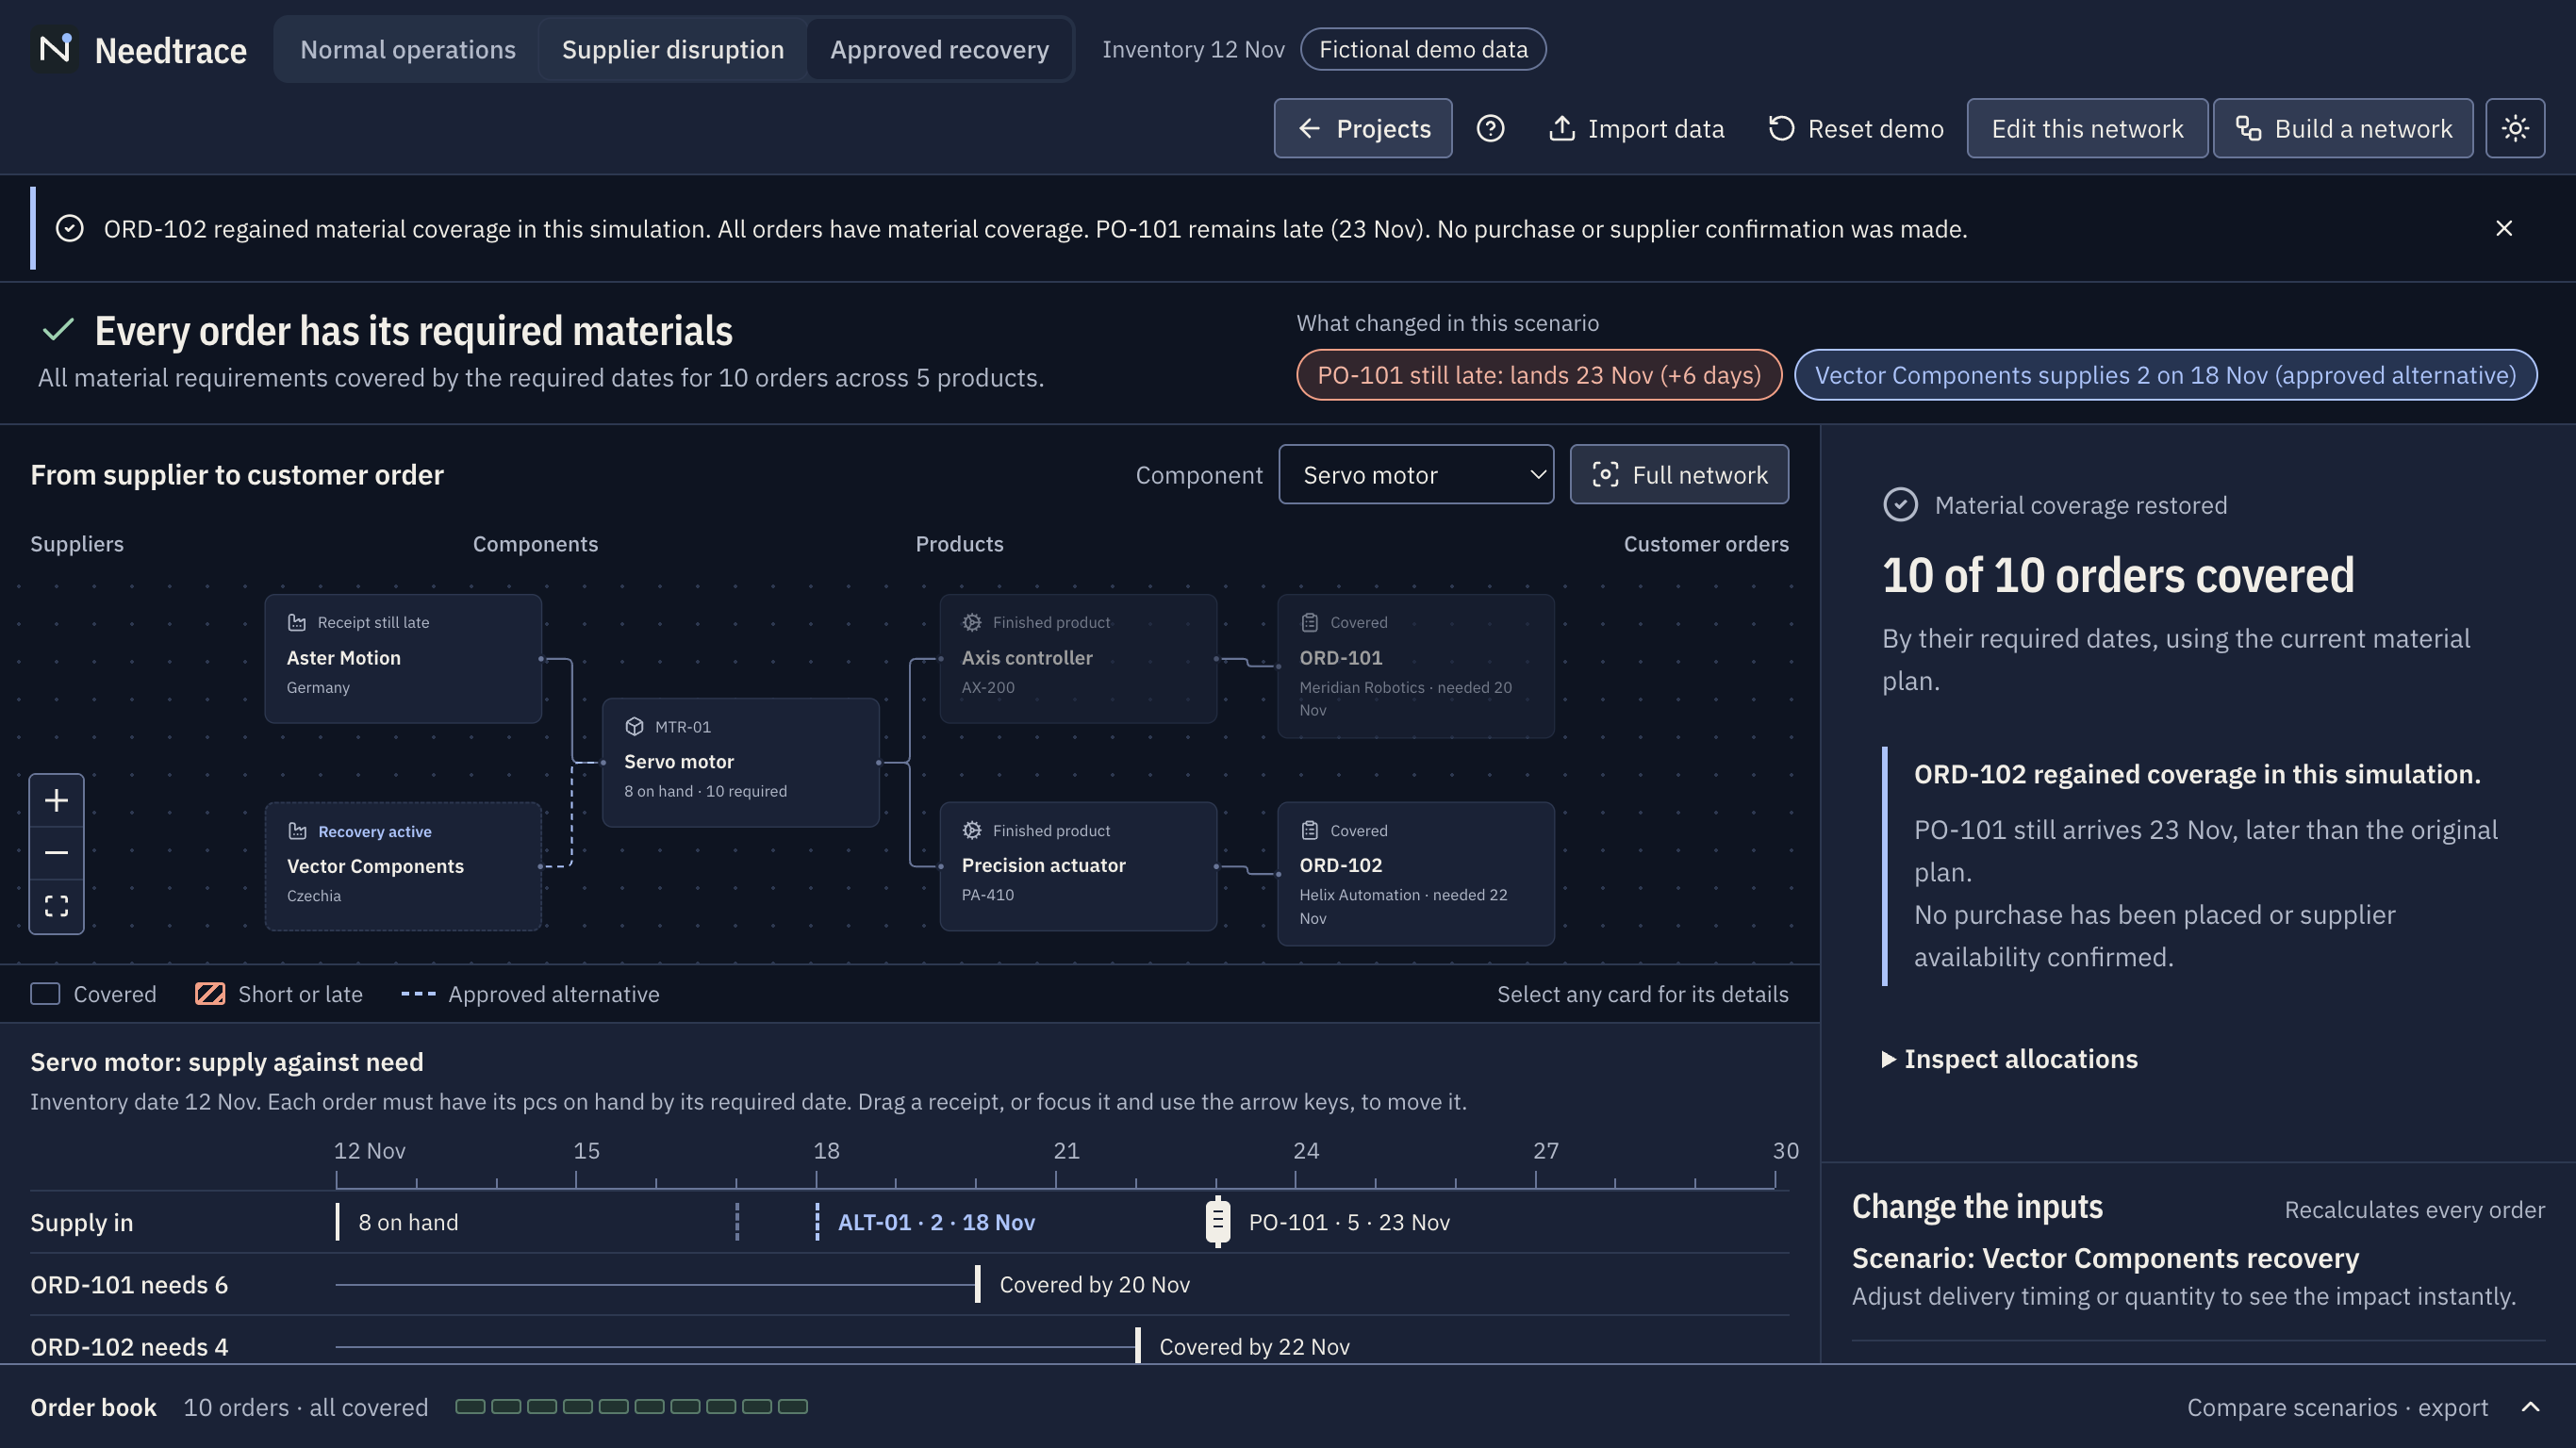 Needtrace
Normal operations
Supplier disruption
Approved recovery
Inventory 12 Nov
Fictional demo data
Projects
Import data
Reset demo
Edit this network
Build a network
ORD-102 regained material coverage in this simulation. All orders have material coverage. PO-101 remains late (23 Nov). No purchase or supplier confirmation was made.
Every order has its required materials
All material requirements covered by the required dates for 10 orders across 5 products.
What changed in this scenario
PO-101 still late: lands 23 Nov (+6 days)
Vector Components supplies 2 on 18 Nov (approved alternative)
From supplier to customer order
Component
Servo motor
Full network
Suppliers
Components
Products
Customer orders
Receipt still late
Aster Motion
Germany
Recovery active
Vector Components
Czechia
MTR-01
Servo motor
8 on hand · 10 required
Finished product
Axis controller
AX-200
Finished product
Precision actuator
PA-410
Covered
ORD-101
Meridian Robotics · needed 20
Nov
Covered
ORD-102
Helix Automation · needed 22
Nov
Covered
Short or late
Approved alternative
Select any card for its details
Servo motor: supply against need
Inventory date 12 Nov. Each order must have its pcs on hand by its required date. Drag a receipt, or focus it and use the arrow keys, to move it.
12 Nov 15 18 21 24 27 30
Supply in
8 on hand
ALT-01 · 2 · 18 Nov
PO-101 · 5 · 23 Nov
ORD-101 needs 6
Covered by 20 Nov
ORD-102 needs 4
Covered by 22 Nov
Material coverage restored
10 of 10 orders covered
By their required dates, using the current material
plan.
ORD-102 regained coverage in this simulation.
PO-101 still arrives 23 Nov, later than the original
plan.
No purchase has been placed or supplier
availability confirmed.
Inspect allocations
Change the inputs
Recalculates every order
Scenario: Vector Components recovery
Adjust delivery timing or quantity to see the impact instantly.
Order book
10 orders · all covered
Compare scenarios · export